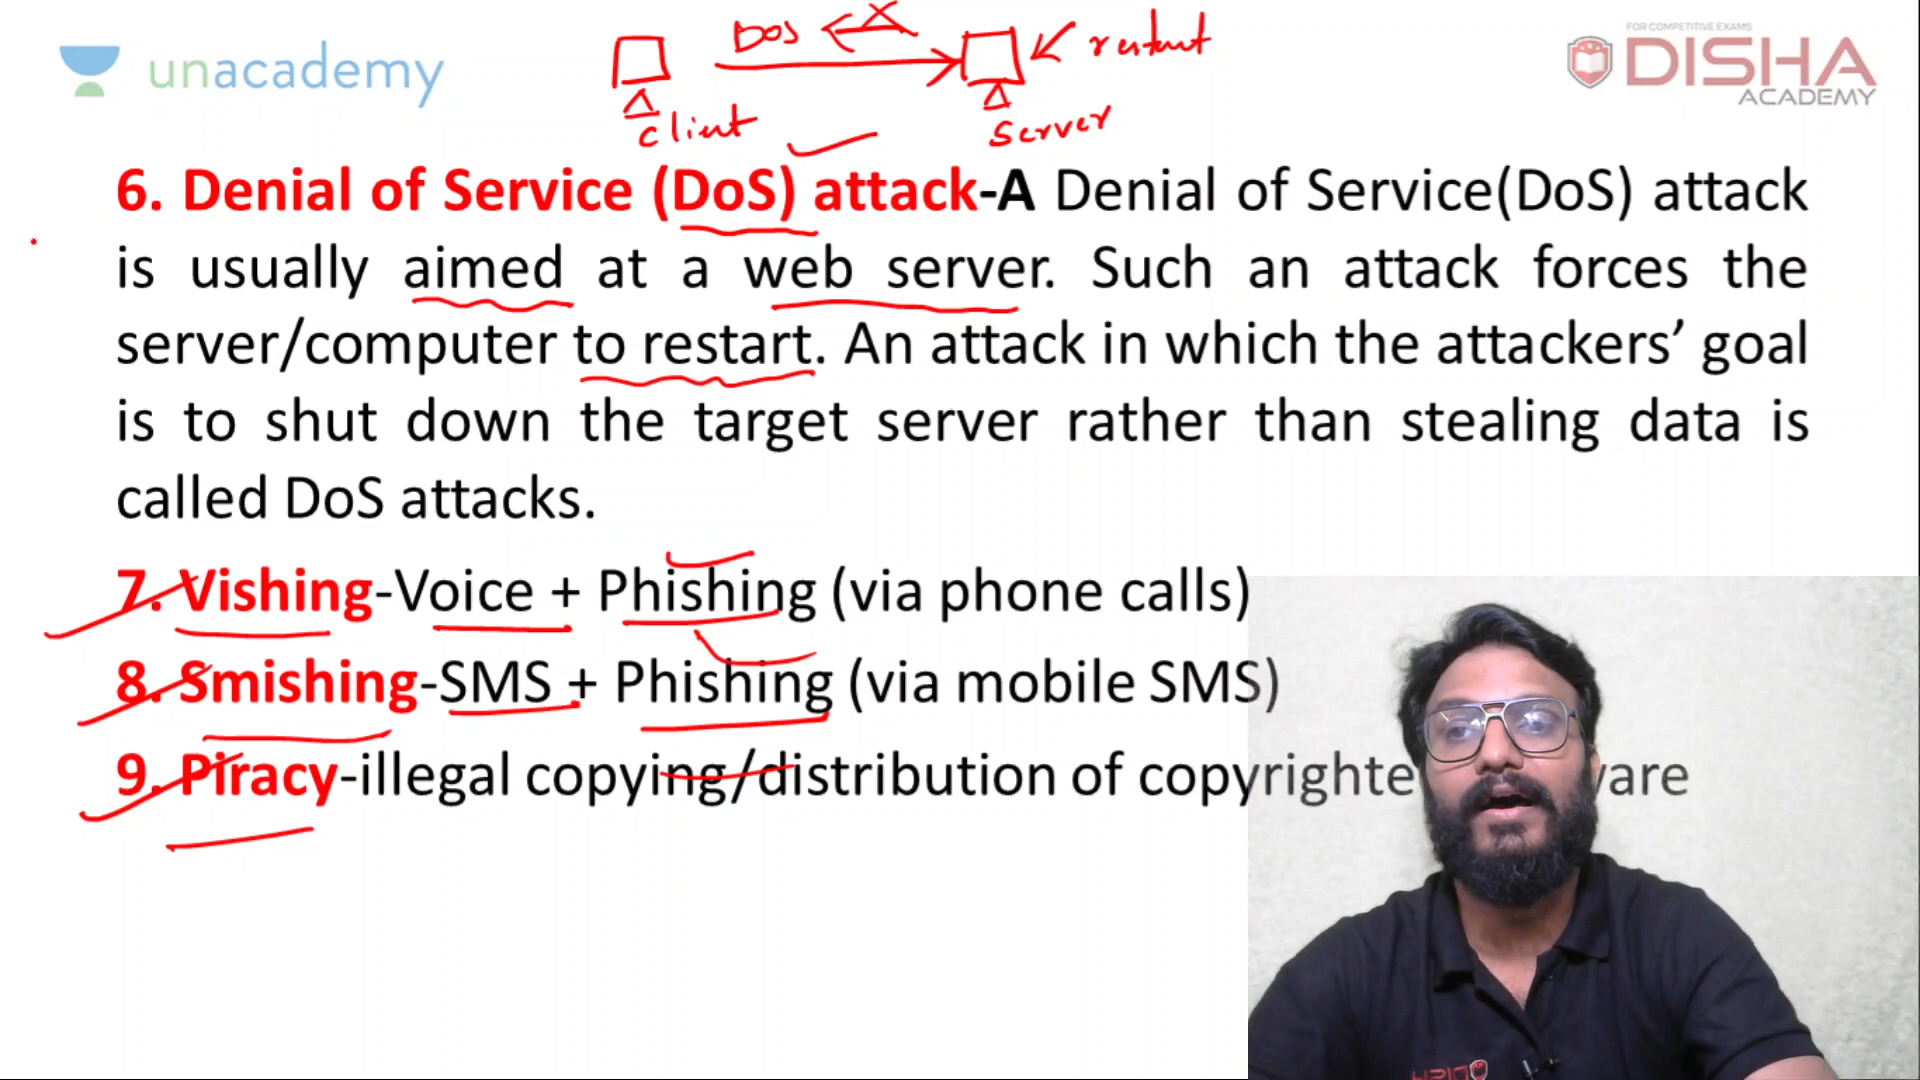 unacademy
DOS
restart
FOR COMPETITIVE EXAMS
DISHA
ACADEMY
client
Server
6. Denial of Service (DoS) attack-A Denial of Service(DoS) attack
is usually aimed at a web server. Such an attack forces the
server/computer to restart. An attack in which the attackers’ goal
is to shut down the target server rather than stealing data is
called DoS attacks.
7. Vishing-Voice + Phishing (via phone calls)
8. Smishing-SMS + Phishing (via mobile SMS)
9. Piracy-illegal copying/distribution of